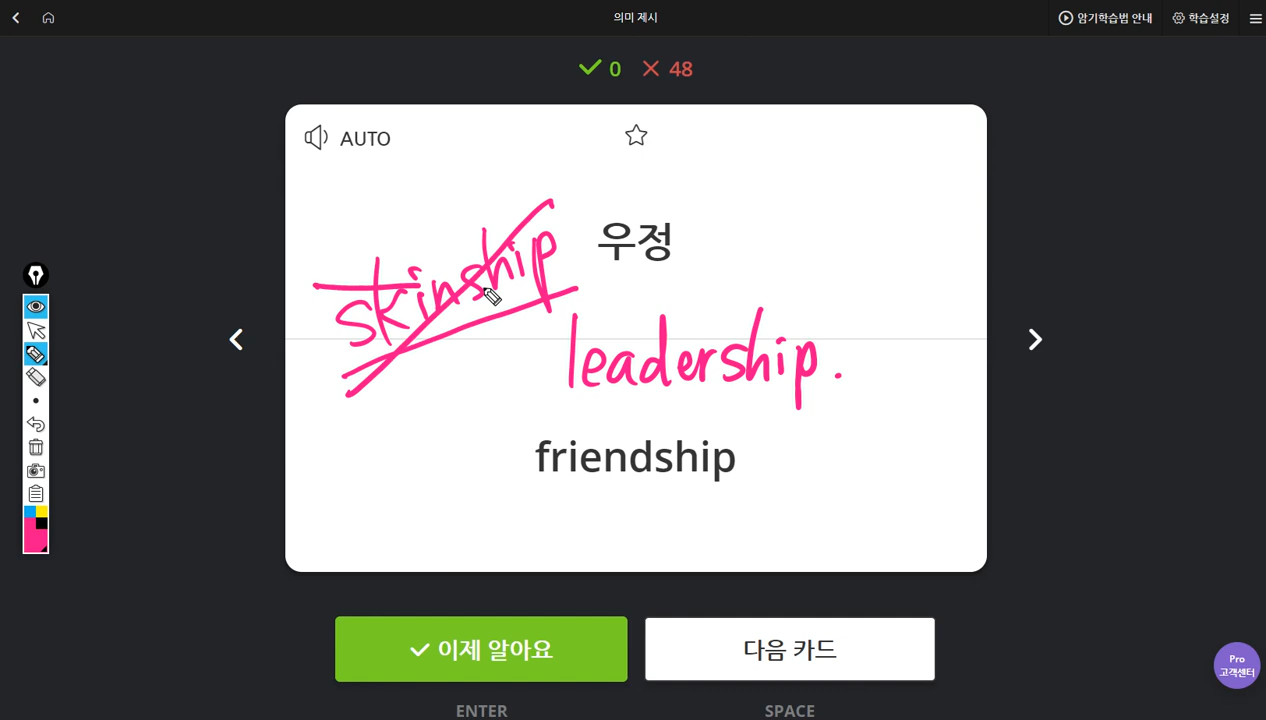 의미 제시
암기학습법 안내
학습설정
0 48
AUTO
우정
skinship
leadership.
friendship
이제 알아요
다음 카드
ENTER
SPACE
Pro
고객센터